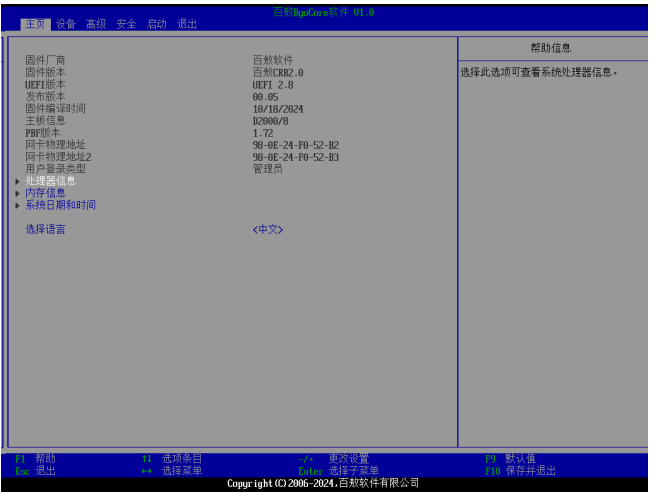 百敖ByoCore软件 V1.0
主页 设备 高级 安全 启动 退出
帮助信息
固件厂商 百敖软件
固件版本 百敖CRB2.0
选择此选项可查看系统处理器信息。
UEFI版本 UEFI 2.8
发布版本 00.05
固件编译时间 10/18/2024
主板信息 D2000/8
PBF版本 1.72
网卡物理地址 98-0E-24-F0-52-B2
网卡物理地址2 98-0E-24-F0-52-B3
用户登录类型 管理员
处理器信息
内存信息
系统日期和时间
选择语言 <中文>
F1 帮助 ↑↓ 选项条目 -/+ 更改设置 F9 默认值
Esc 退出 ↔ 选择菜单 Enter 选择子菜单 F10 保存并退出
Copyright(C)2006-2024,百敖软件有限公司